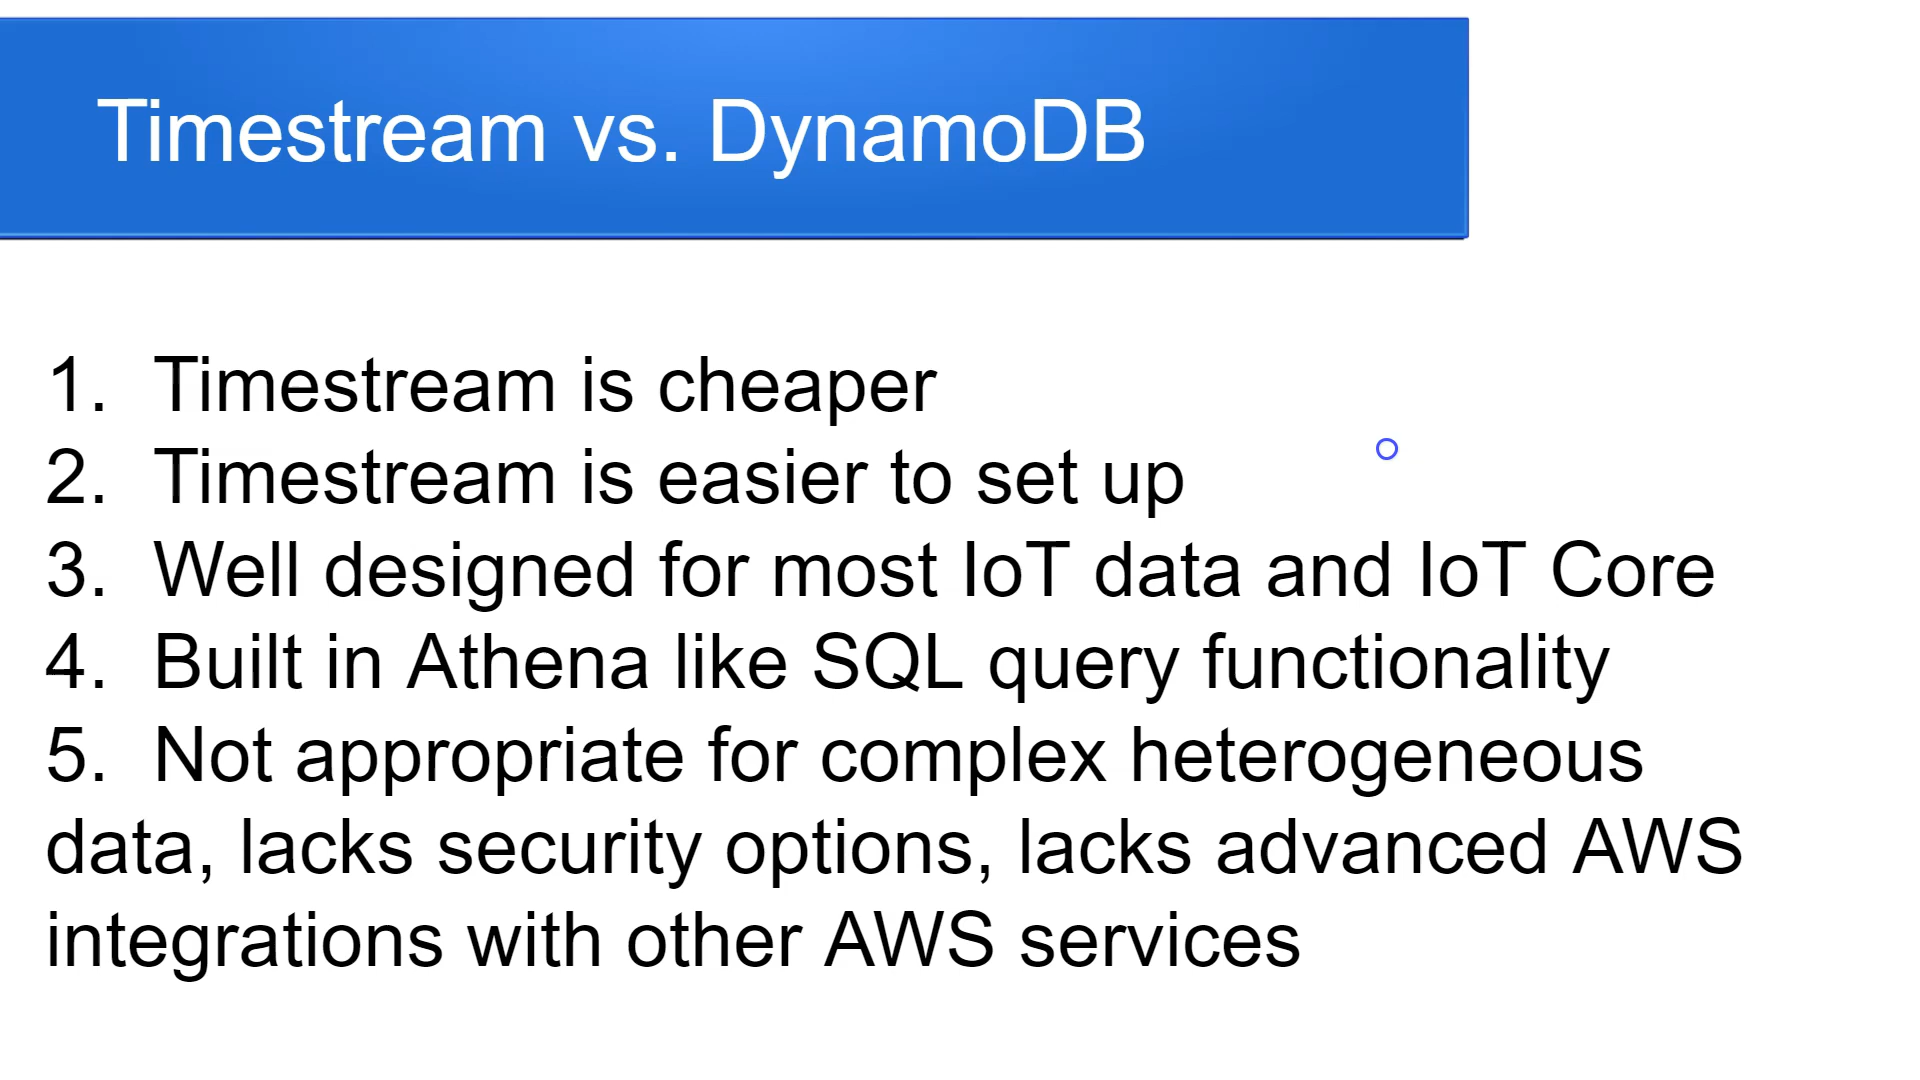 Timestream vs. DynamoDB
1. Timestream is cheaper
2. Timestream is easier to set up
3. Well designed for most IoT data and IoT Core
4. Built in Athena like SQL query functionality
5. Not appropriate for complex heterogeneous
data, lacks security options, lacks advanced AWS
integrations with other AWS services